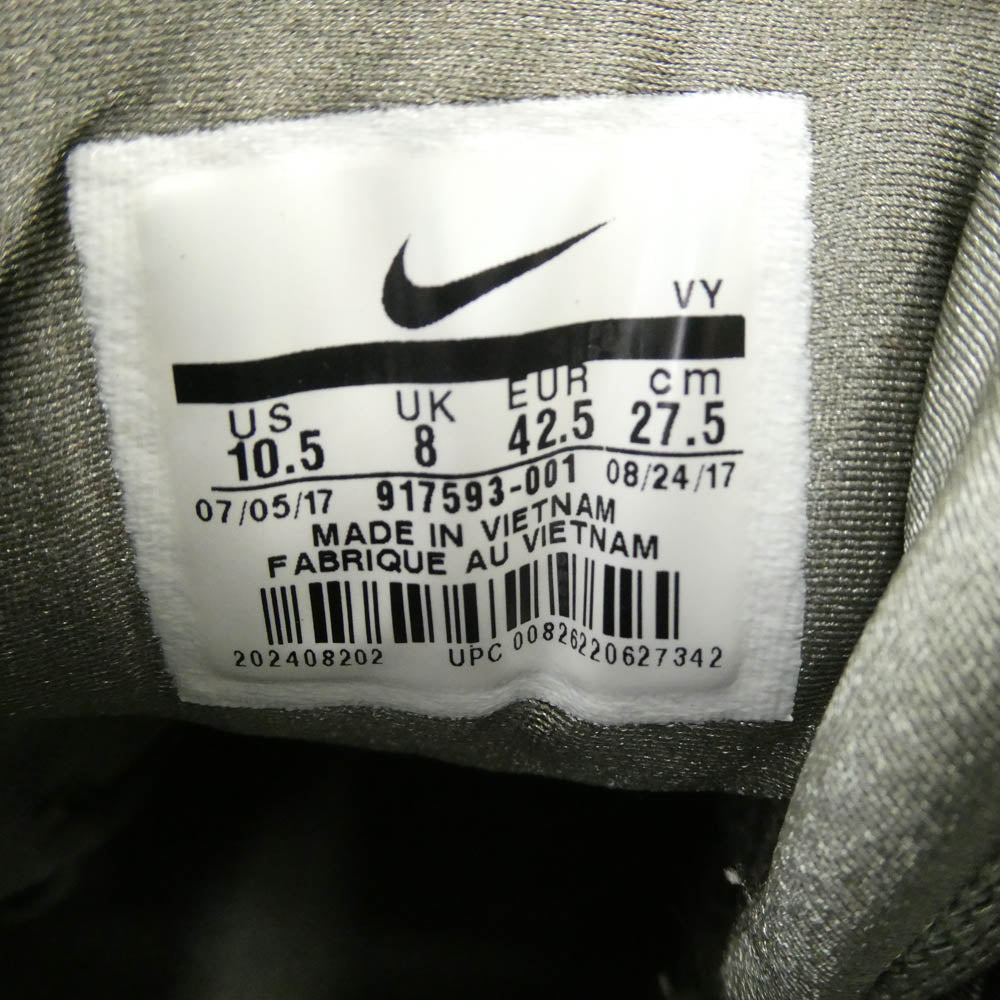 VY
US UK EUR cm
10.5 8 42.5 27.5
07/05/17 917593-001 08/24/17
MADE IN VIETNAM
FABRIQUE AU VIETNAM
202408202 UPC 00826220627342